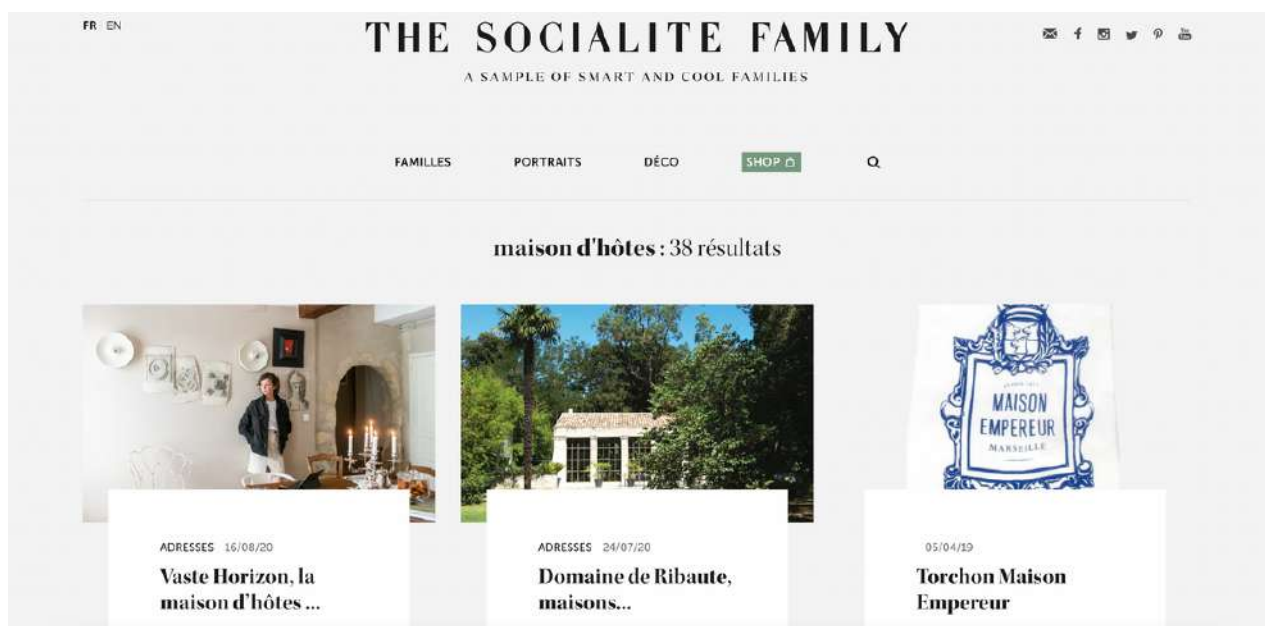 FR EN
THE SOCIALITE FAMILY
A SAMPLE OF SMART AND COOL FAMILIES
FAMILLES PORTRAITS DÉCO SHOP
maison d'hôtes : 38 résultats
MAISON
EMPEREUR
MARSEILLE
ADRESSES 16/08/20
Vaste Horizon, la
maison d'hôtes ...
ADRESSES 24/07/20
Domaine de Ribaute,
maisons...
05/04/19
Torchon Maison
Empereur